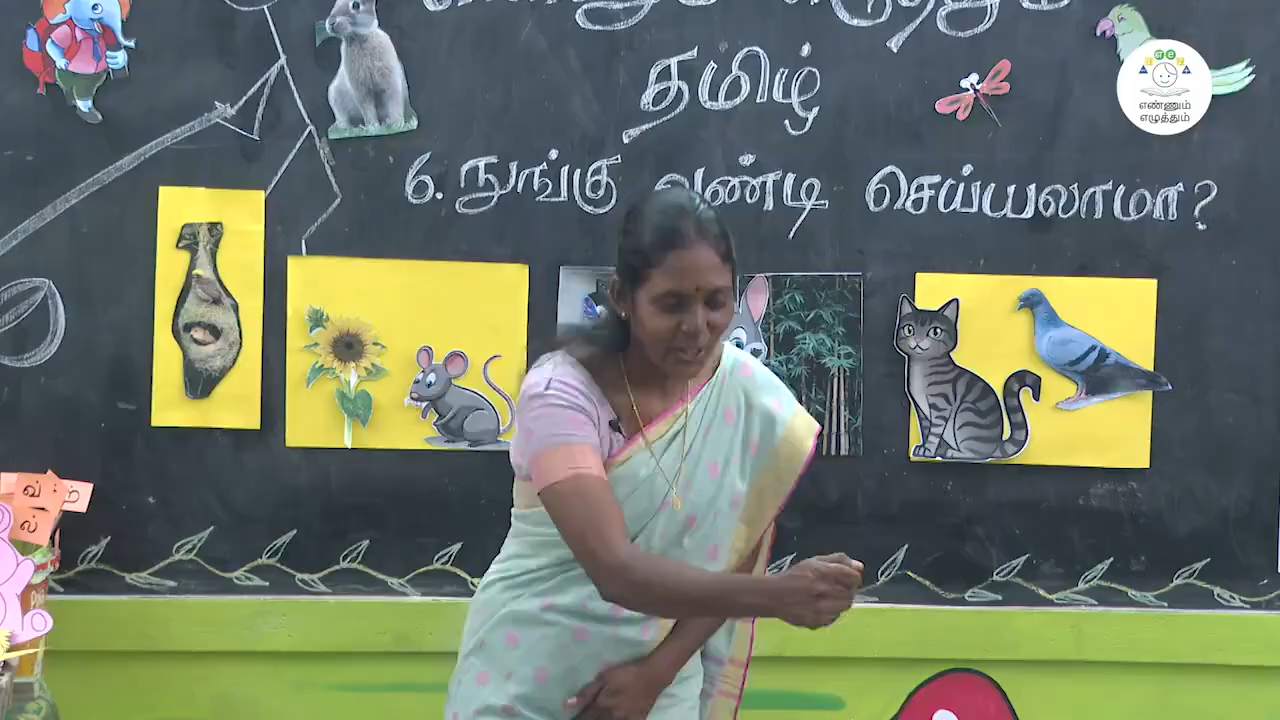 தமிழ்
6. நுங்கு வண்டி செய்யலாமா?
எண்ணும்
எழுத்தும்